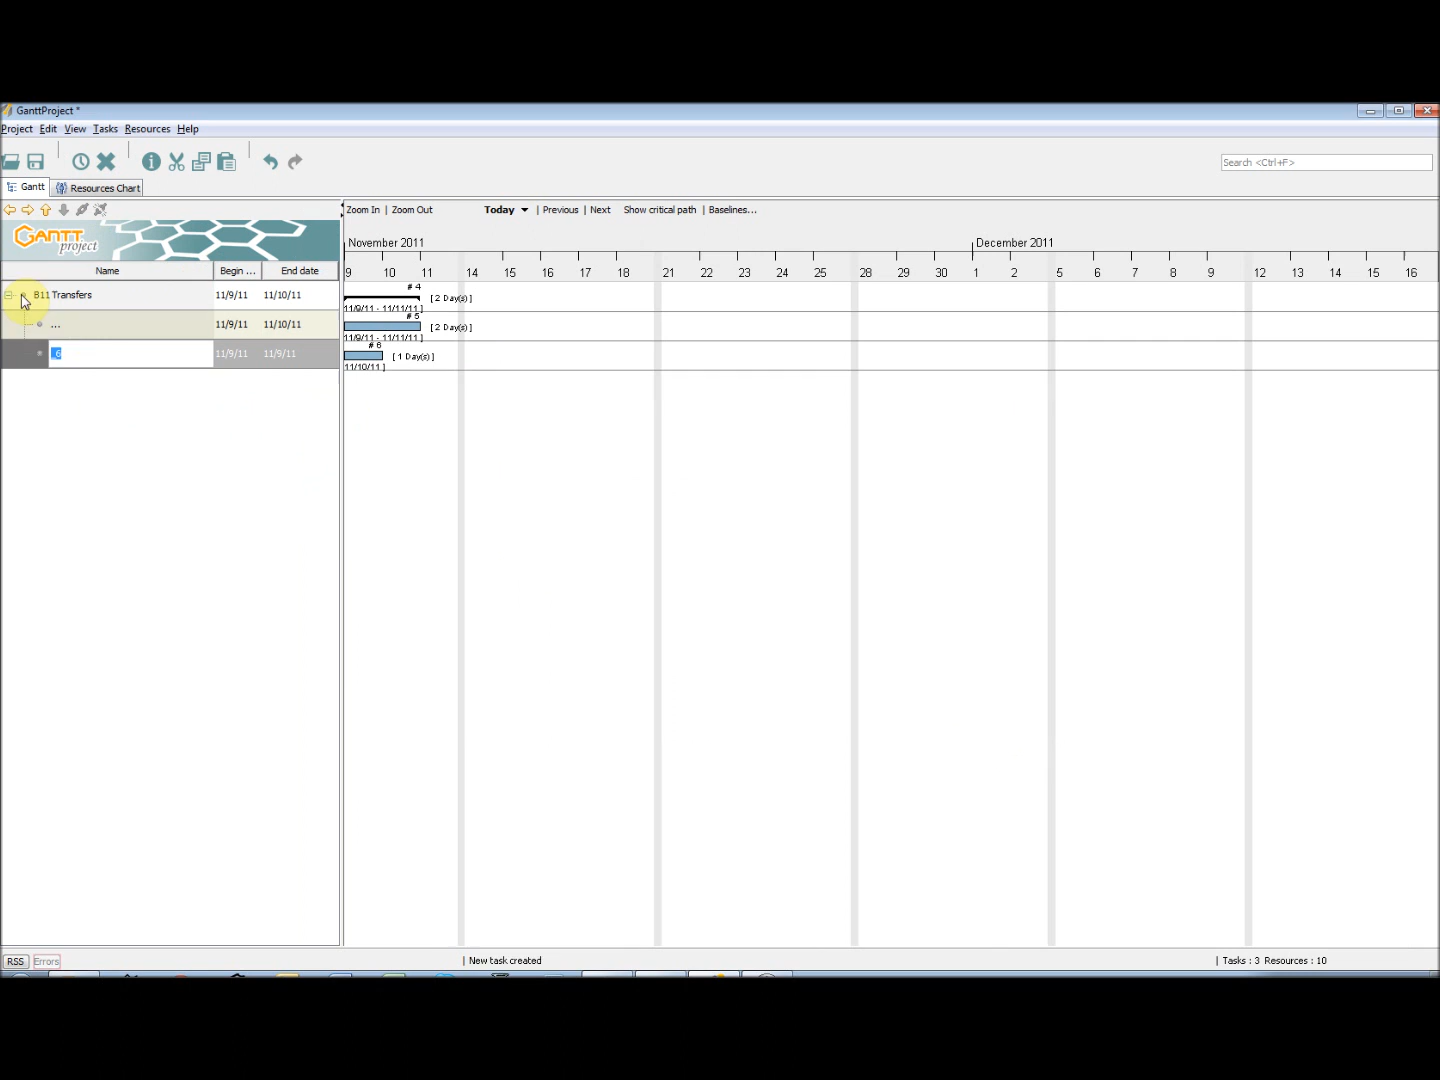 GanttProject *
Project Edit View Tasks Resources Help
Search <Ctrl+F>
Gantt Resources Chart
Zoom In | Zoom Out Today | Previous | Next Show critical path | Baselines...
GANTT project
November 2011 December 2011
Name Begin ... End date
9 10 11 14 15 16 17 18 21 22 23 24 25 28 29 30 1 2 5 6 7 8 9 12 13 14 15 16
# 4
B11 Transfers 11/9/11 11/10/11 [ 2 Day(s) ]
11/9/11 - 11/11/11 ]
# 5
... 11/9/11 11/10/11 [ 2 Day(s) ]
11/9/11 - 11/11/11 ]
# 6
_6 11/9/11 11/9/11 [ 1 Day(s) ]
11/10/11 ]
RSS Errors | New task created | Tasks : 3 Resources : 10